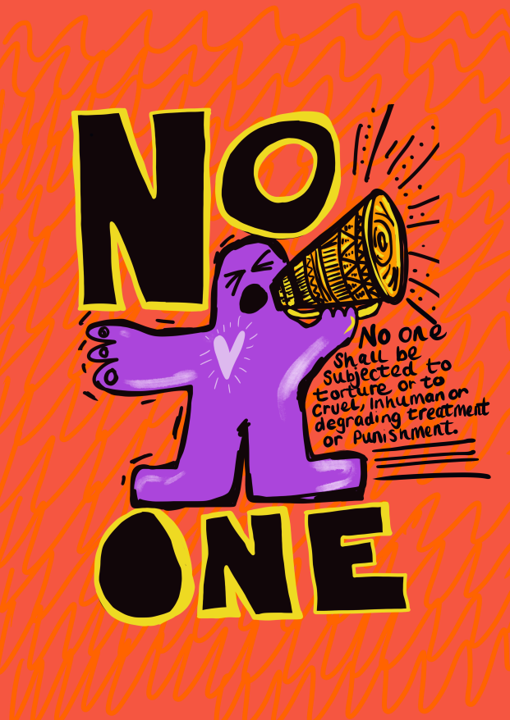 NO
No one
Shall be
Subjected to
torture or to
Cruel, Inhuman or
degrading treatment
or Punishment.
ONE